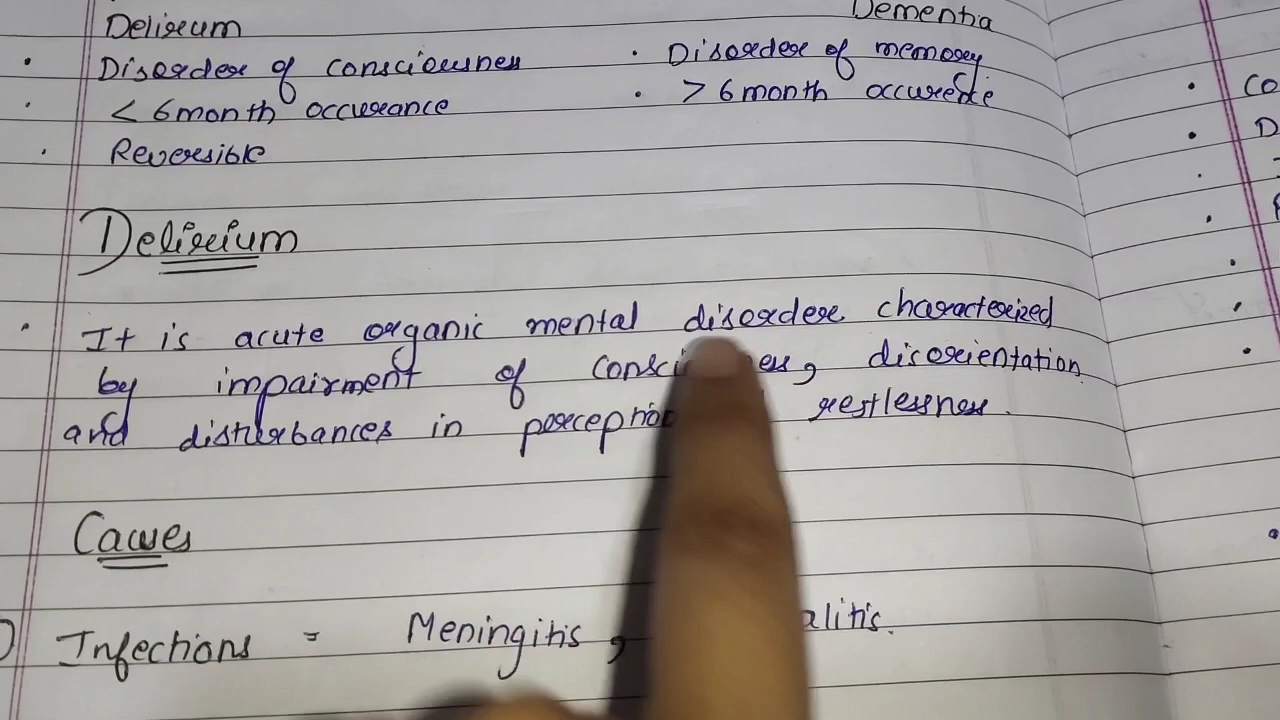 Delirium
Dementia
Disorder of consciousness
Disorder of memory
< 6 month occurance
> 6 month occurence
Reversible
Delirium
It is acute organic mental disorder characterized
by impairment of disorientation
and disturbances in restlessness.
Causes
Infections = Meningitis,
CO
D